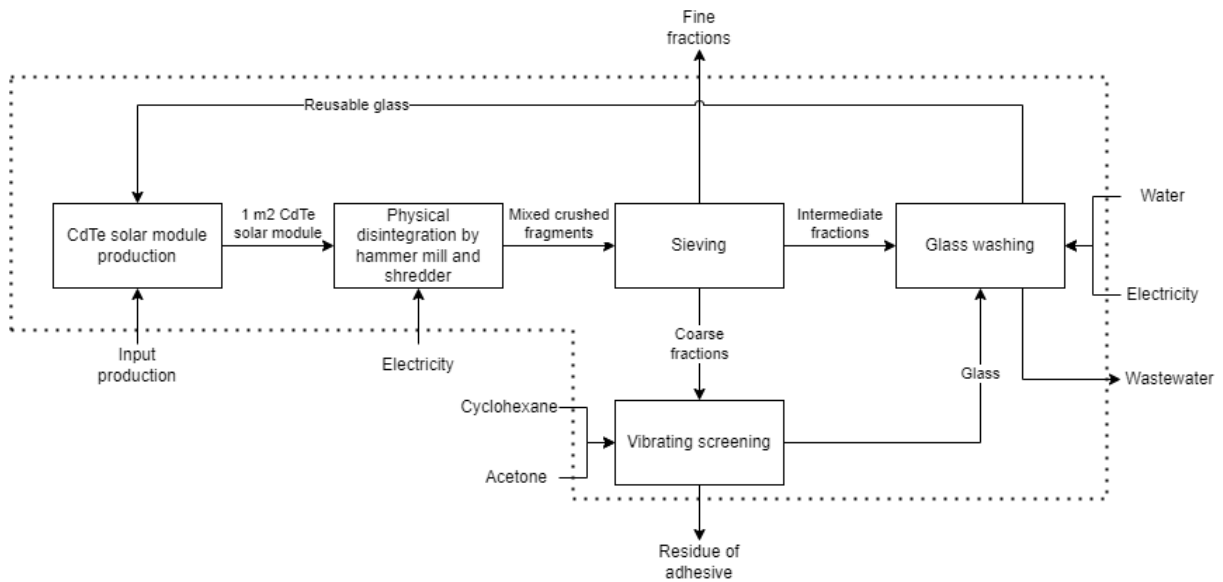 Fine
fractions
Reusable glass
CdTe solar module
production
1 m2 CdTe
solar module
Physical
disintegration by
hammer mill and
shredder
Mixed crushed
fragments
Sieving
Intermediate
fractions
Glass washing
Water
Electricity
Input
production
Electricity
Coarse
fractions
Glass
Wastewater
Cyclohexane
Acetone
Vibrating screening
Residue of
adhesive